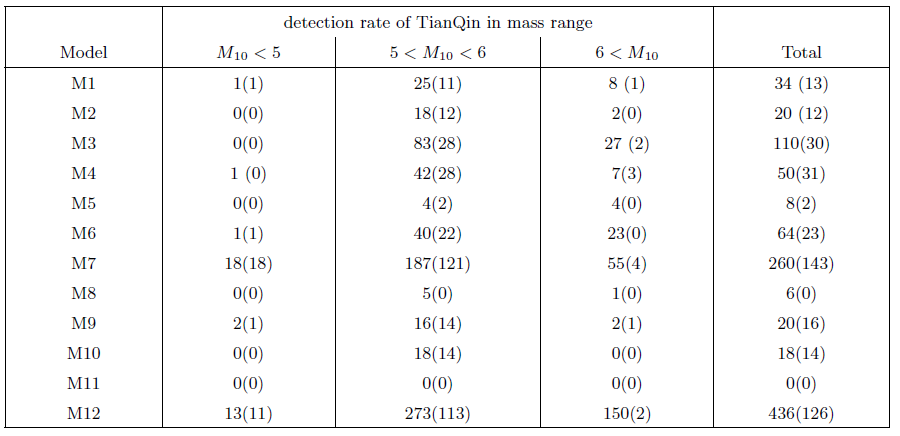 detection rate of TianQin in mass range
Model M₁₀ < 5 5 < M₁₀ < 6 6 < M₁₀ Total
M1 1(1) 25(11) 8 (1) 34 (13)
M2 0(0) 18(12) 2(0) 20 (12)
M3 0(0) 83(28) 27 (2) 110(30)
M4 1 (0) 42(28) 7(3) 50(31)
M5 0(0) 4(2) 4(0) 8(2)
M6 1(1) 40(22) 23(0) 64(23)
M7 18(18) 187(121) 55(4) 260(143)
M8 0(0) 5(0) 1(0) 6(0)
M9 2(1) 16(14) 2(1) 20(16)
M10 0(0) 18(14) 0(0) 18(14)
M11 0(0) 0(0) 0(0) 0(0)
M12 13(11) 273(113) 150(2) 436(126)